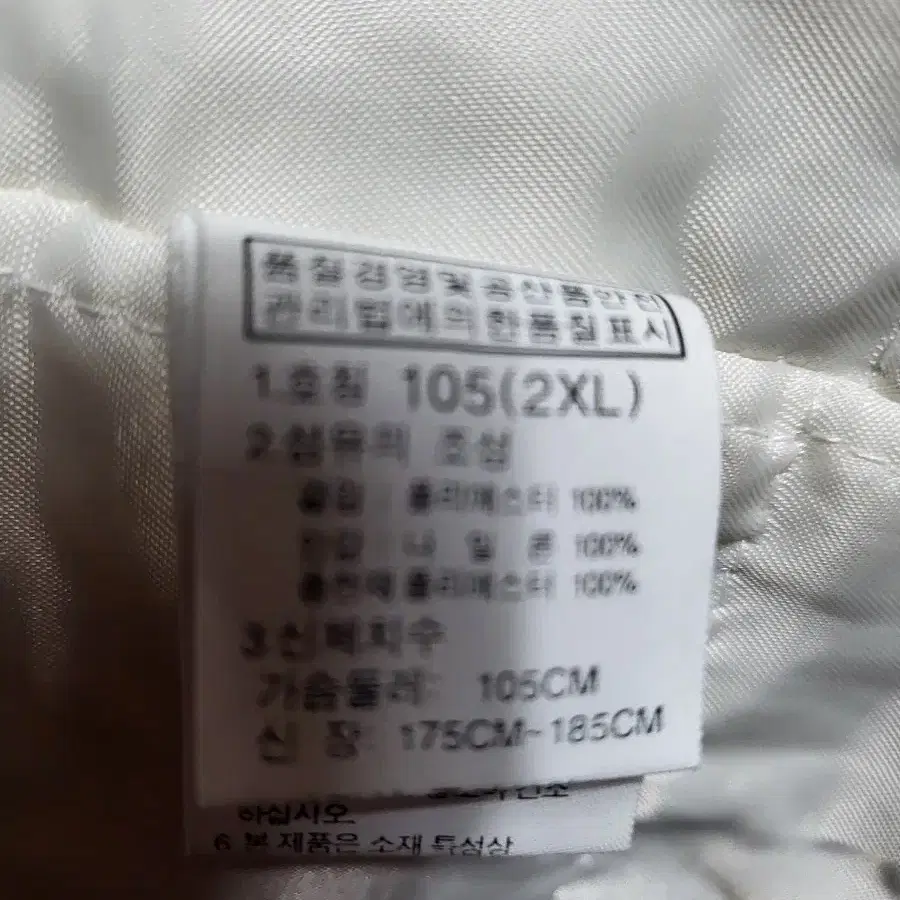 품질경영및공산품안전
관리법에의한품질표시
1.호칭 105(2XL)
2.섬유의 조성
겉감 폴리에스터 100%
안감 나 일 론 100%
충전재 폴리에스터 100%
3.신체치수
가슴둘레: 105CM
신 장: 175CM~185CM
하십시오.
6 본 제품은 소재 특성상